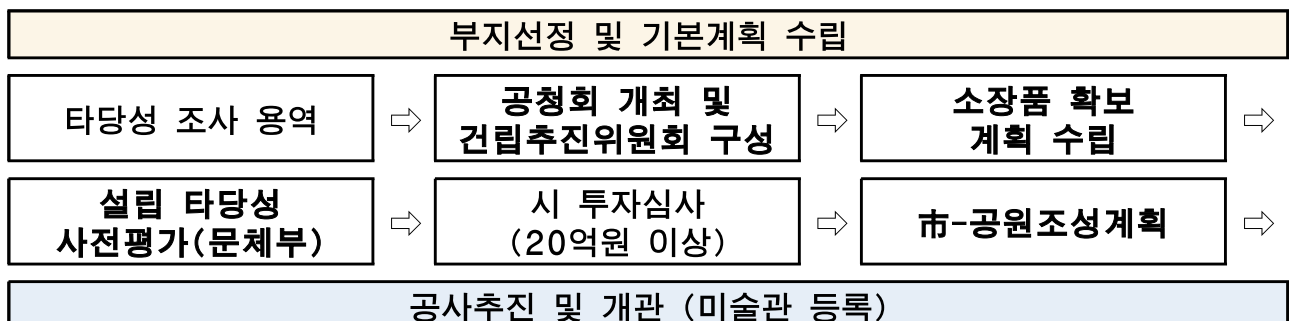 부지선정 및 기본계획 수립
타당성 조사 용역 ⇨ 공청회 개최 및
건립추진위원회 구성 ⇨ 소장품 확보
계획 수립 ⇨
설립 타당성
사전평가(문체부) ⇨ 시 투자심사
(20억원 이상) ⇨ 市-공원조성계획 ⇨
공사추진 및 개관 (미술관 등록)